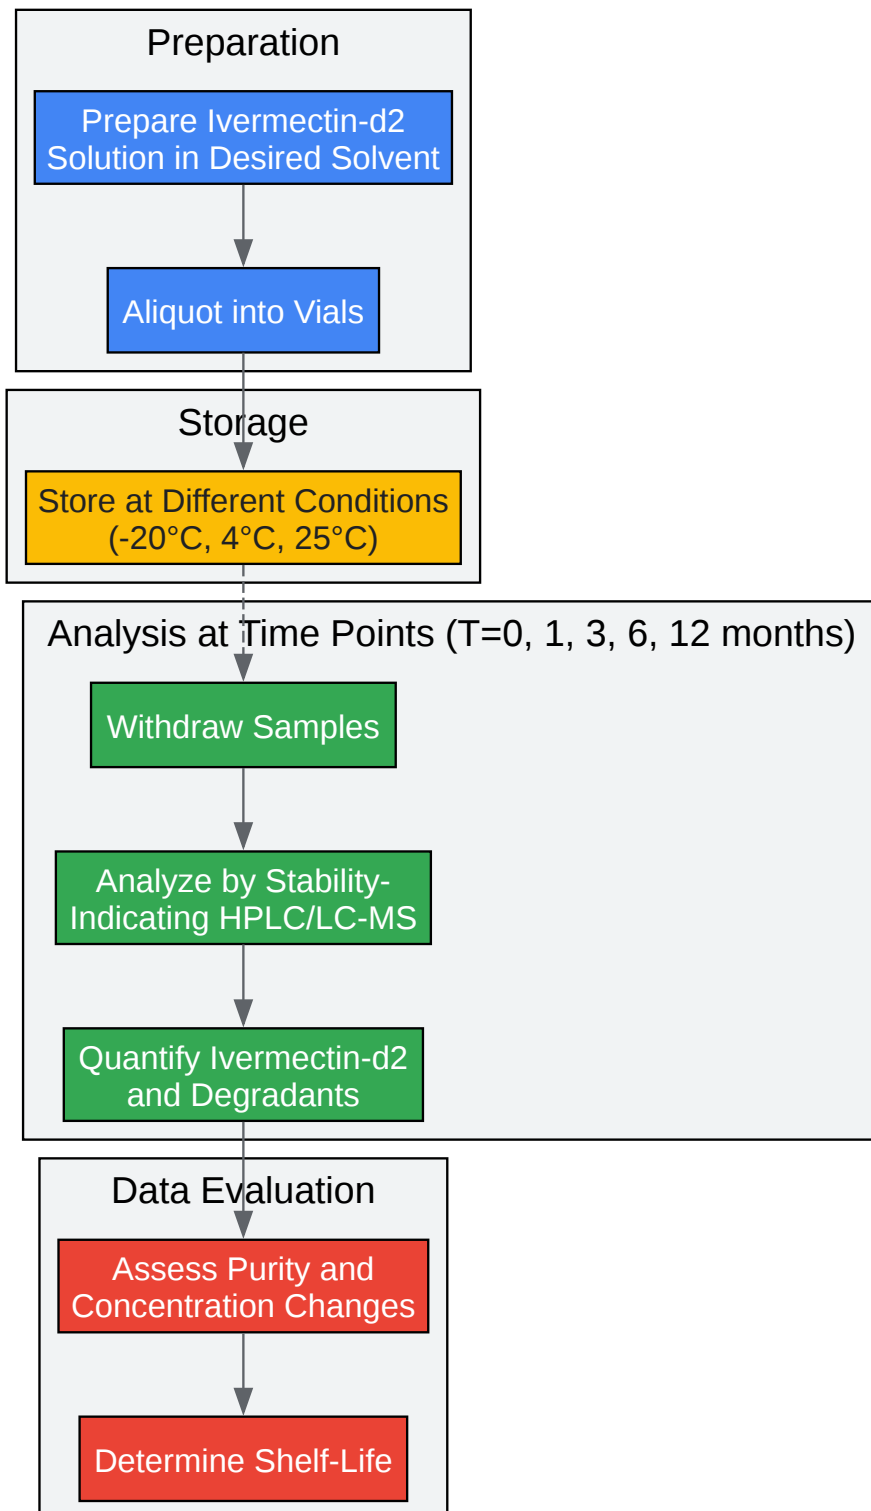 Preparation
Prepare Ivermectin-d2
Solution in Desired Solvent
Aliquot into Vials
Storage
Store at Different Conditions
(-20°C, 4°C, 25°C)
Analysis at Time Points (T=0, 1, 3, 6, 12 months)
Withdraw Samples
Analyze by Stability-
Indicating HPLC/LC-MS
Quantify Ivermectin-d2
and Degradants
Data Evaluation
Assess Purity and
Concentration Changes
Determine Shelf-Life